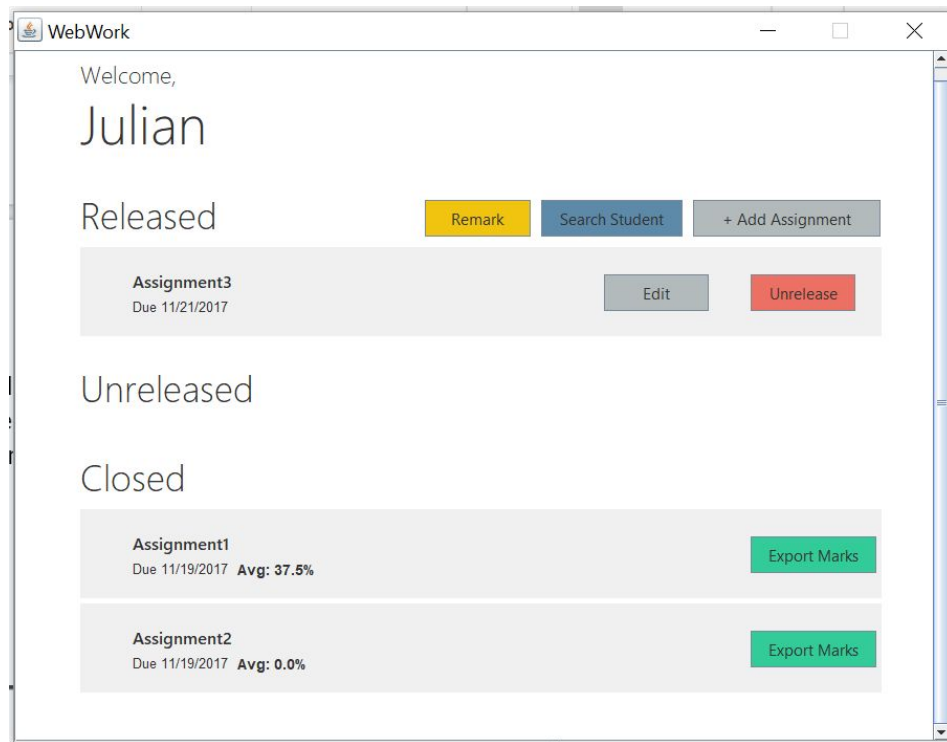 WebWork
Welcome,
Julian
Released
Remark
Search Student
+ Add Assignment
Assignment3
Due 11/21/2017
Edit
Unrelease
Unreleased
Closed
Assignment1
Due 11/19/2017 Avg: 37.5%
Export Marks
Assignment2
Due 11/19/2017 Avg: 0.0%
Export Marks